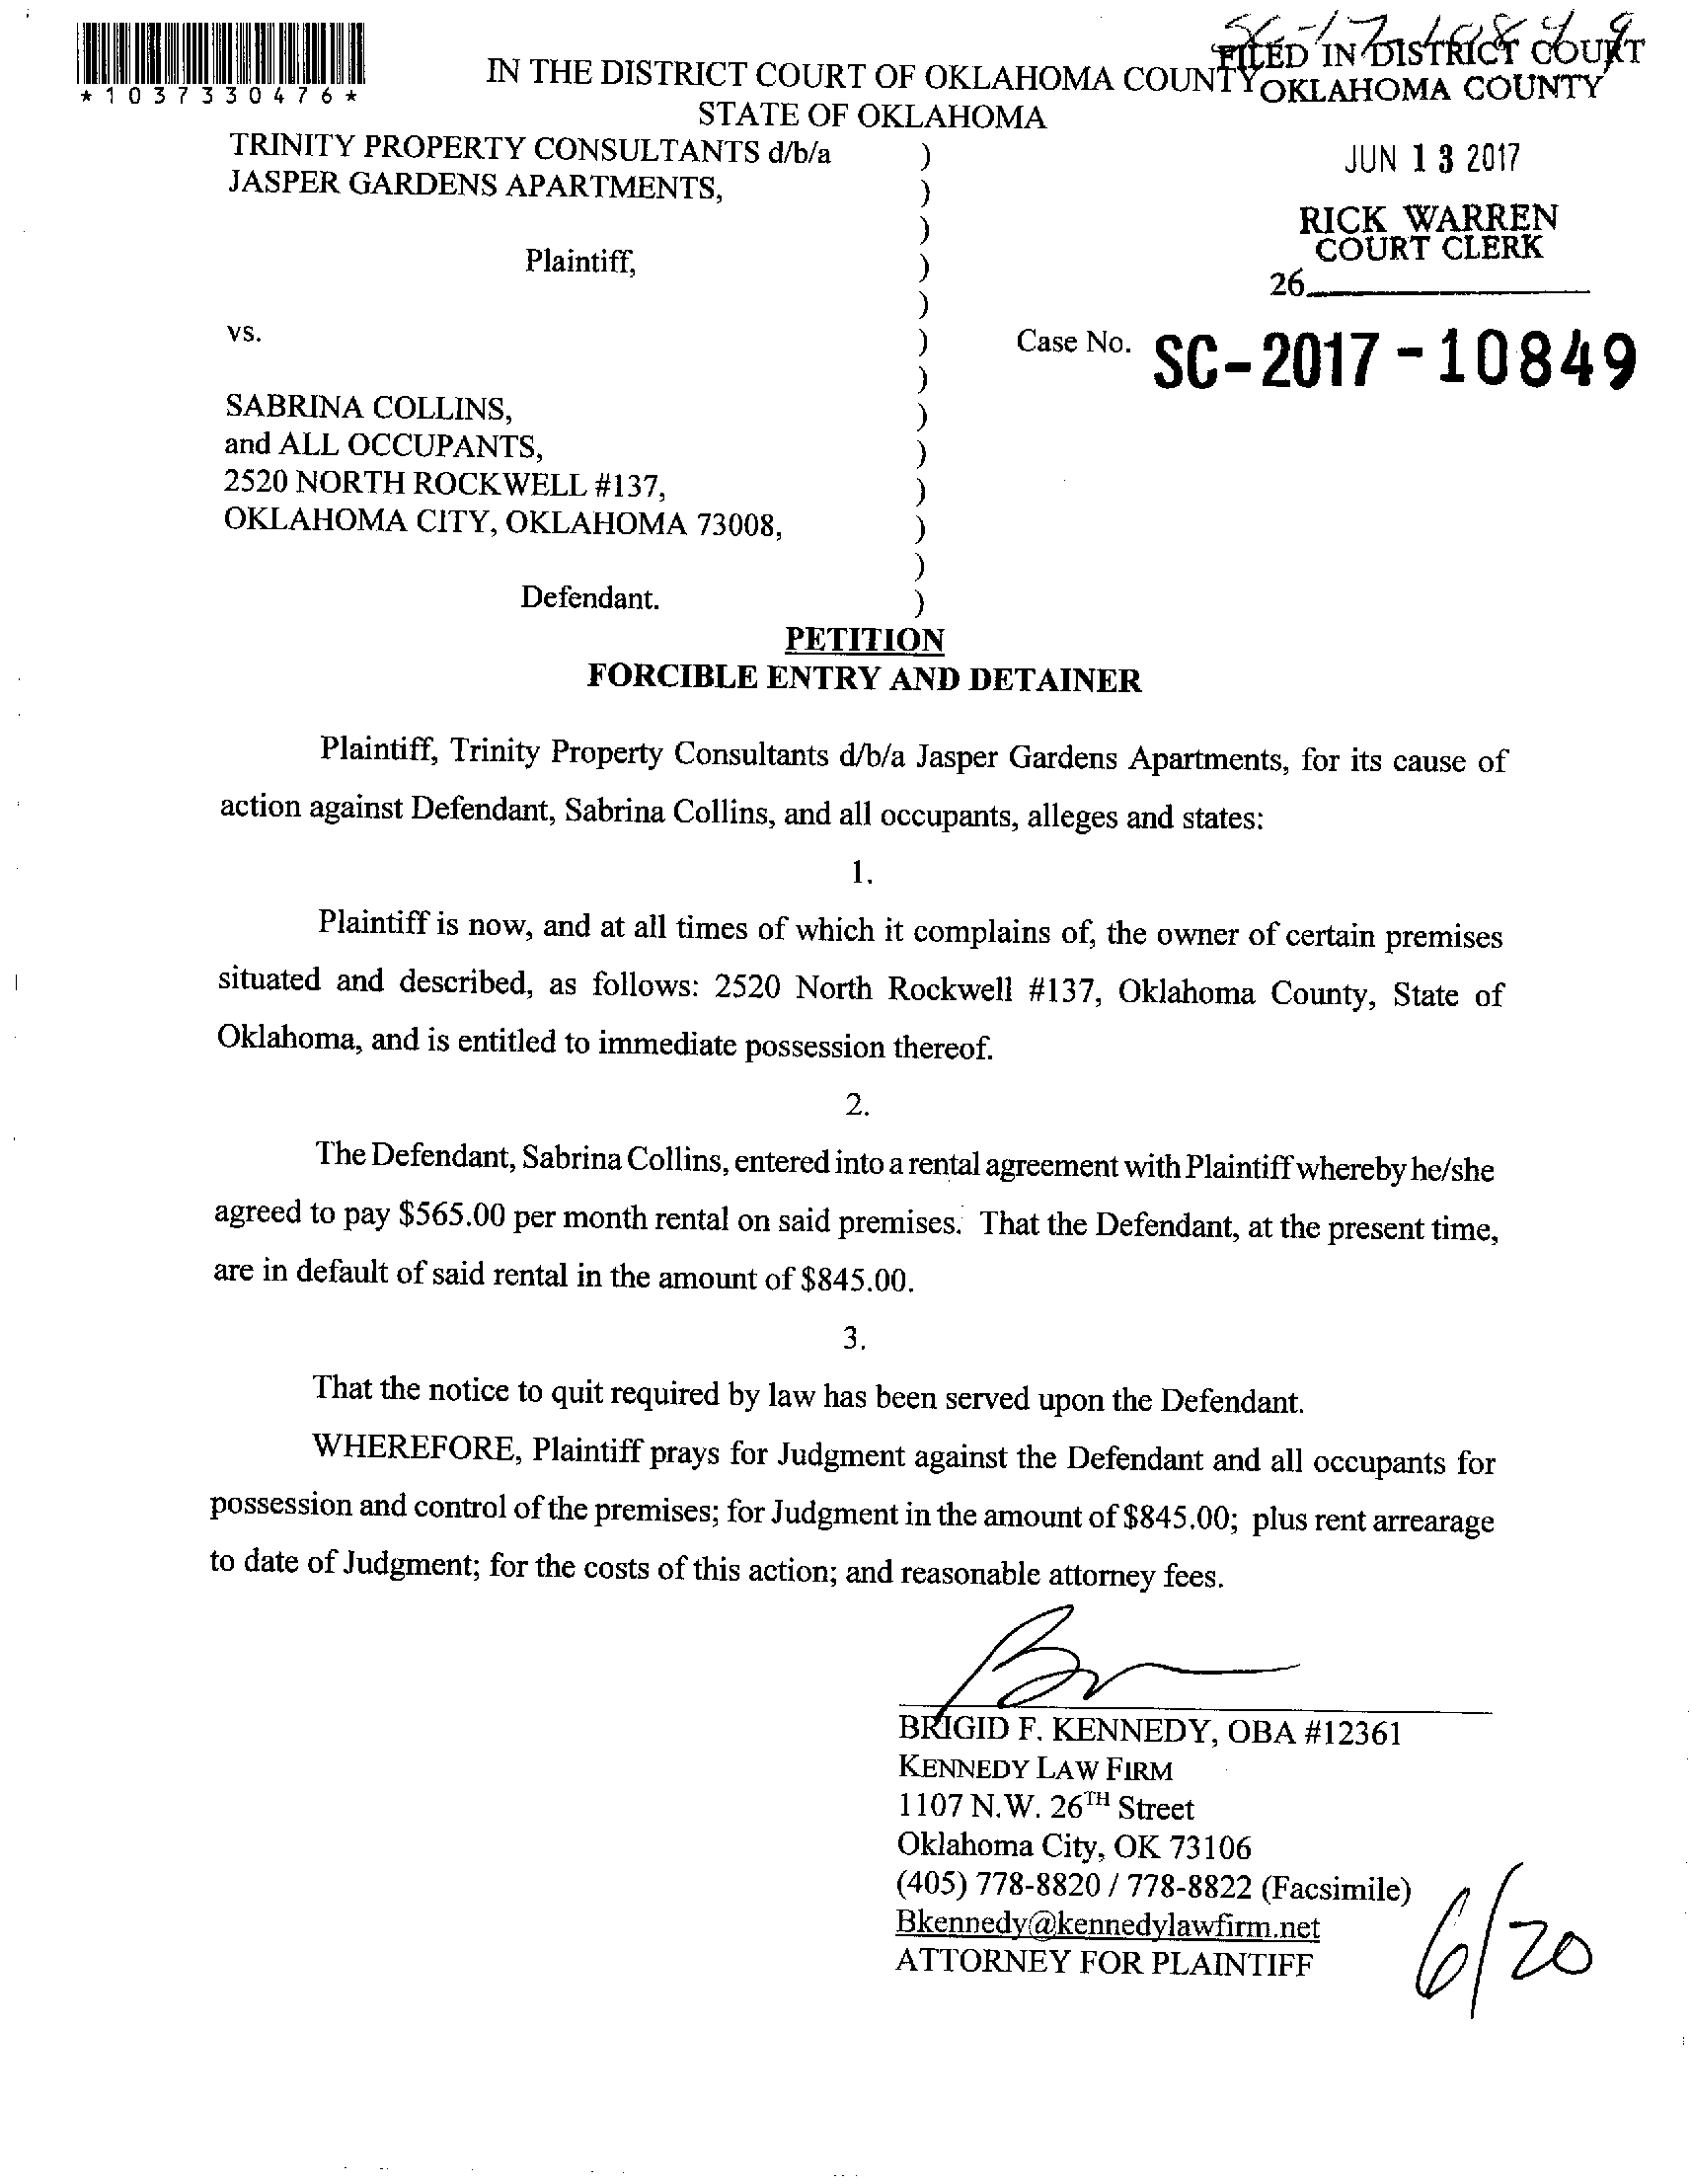 SC-17-10849
FILED IN DISTRICT COURT
OKLAHOMA COUNTY
*1037330476*
IN THE DISTRICT COURT OF OKLAHOMA COUNTY
STATE OF OKLAHOMA
JUN 13 2017
RICK WARREN
COURT CLERK
26
TRINITY PROPERTY CONSULTANTS d/b/a )
JASPER GARDENS APARTMENTS, )
)
Plaintiff, )
)
vs. ) Case No. SC-2017-10849
)
SABRINA COLLINS, )
and ALL OCCUPANTS, )
2520 NORTH ROCKWELL #137, )
OKLAHOMA CITY, OKLAHOMA 73008, )
)
Defendant. )
PETITION
FORCIBLE ENTRY AND DETAINER
Plaintiff, Trinity Property Consultants d/b/a Jasper Gardens Apartments, for its cause of
action against Defendant, Sabrina Collins, and all occupants, alleges and states:
1.
Plaintiff is now, and at all times of which it complains of, the owner of certain premises
situated and described, as follows: 2520 North Rockwell #137, Oklahoma County, State of
Oklahoma, and is entitled to immediate possession thereof.
2.
The Defendant, Sabrina Collins, entered into a rental agreement with Plaintiff whereby he/she
agreed to pay $565.00 per month rental on said premises. That the Defendant, at the present time,
are in default of said rental in the amount of $845.00.
3.
That the notice to quit required by law has been served upon the Defendant.
WHEREFORE, Plaintiff prays for Judgment against the Defendant and all occupants for
possession and control of the premises; for Judgment in the amount of $845.00; plus rent arrearage
to date of Judgment; for the costs of this action; and reasonable attorney fees.
BRIGID F. KENNEDY, OBA #12361
KENNEDY LAW FIRM
1107 N.W. 26TH Street
Oklahoma City, OK 73106
(405) 778-8820 / 778-8822 (Facsimile)
Bkennedy@kennedylawfirm.net
ATTORNEY FOR PLAINTIFF
6/20